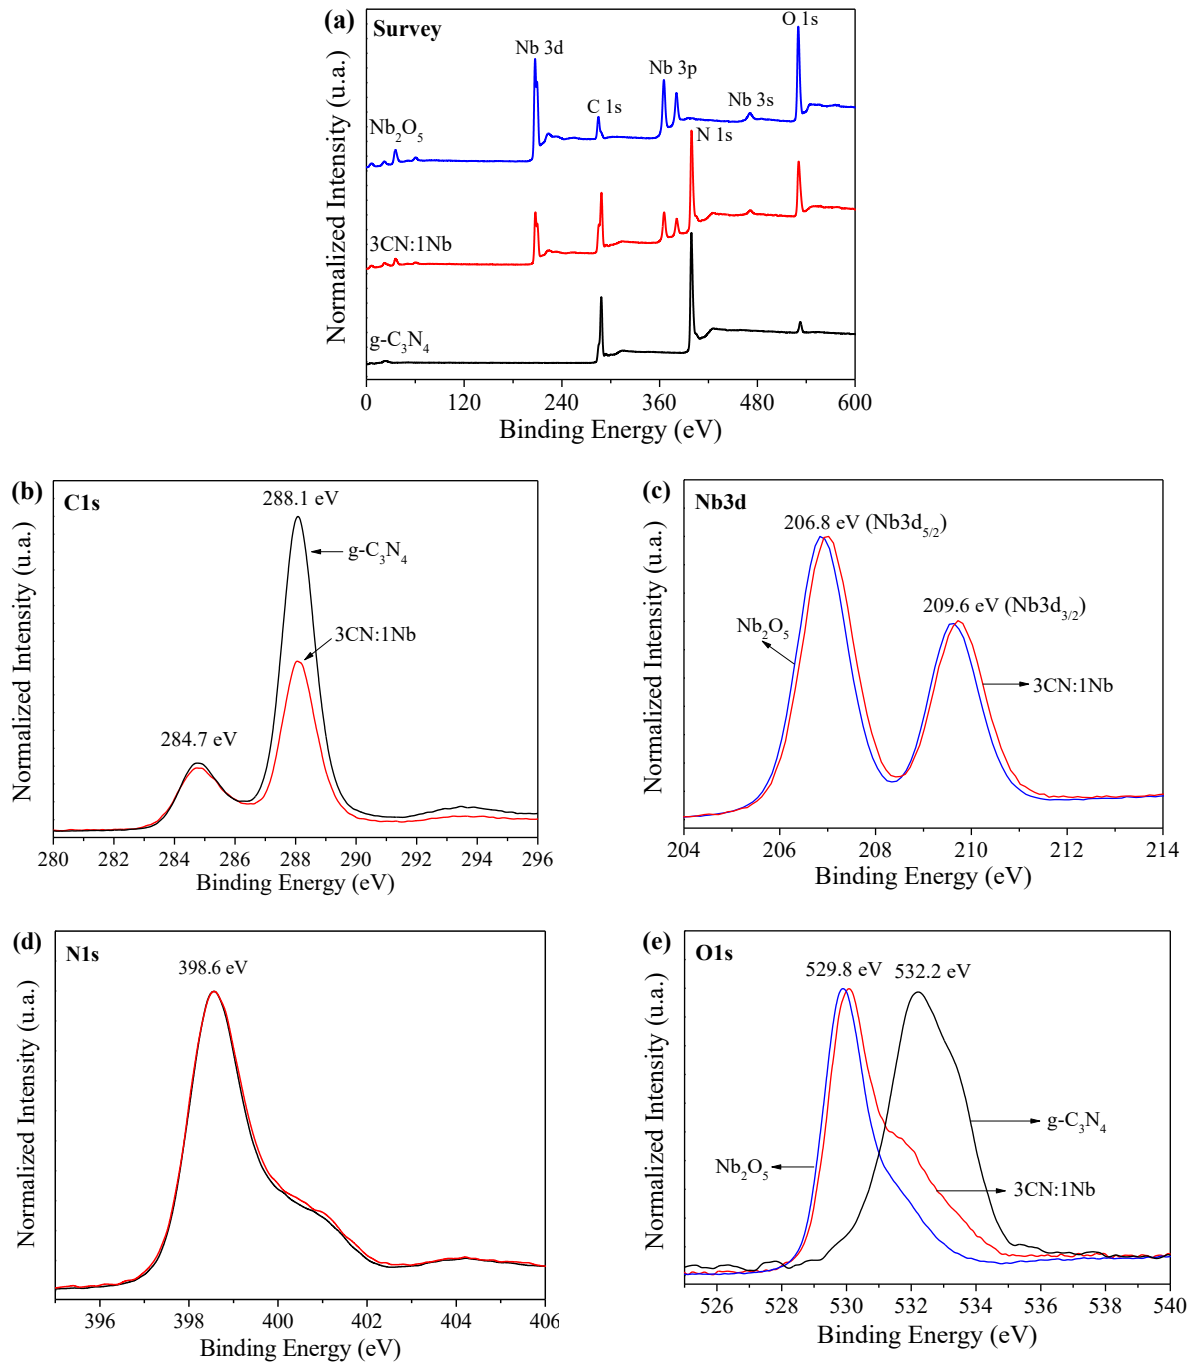 (a) Survey
Normalized Intensity (u.a.)
Nb 3d
C 1s
Nb 3p
Nb 3s
O 1s
N 1s
Nb₂O₅
3CN:1Nb
g-C₃N₄
0 120 240 360 480 600
Binding Energy (eV)
(b) C1s
Normalized Intensity (u.a.)
288.1 eV
g-C₃N₄
3CN:1Nb
284.7 eV
280 282 284 286 288 290 292 294 296
Binding Energy (eV)
(c) Nb3d
Normalized Intensity (u.a.)
206.8 eV (Nb3d₅/₂)
209.6 eV (Nb3d₃/₂)
Nb₂O₅
3CN:1Nb
204 206 208 210 212 214
Binding Energy (eV)
(d) N1s
Normalized Intensity (u.a.)
398.6 eV
396 398 400 402 404 406
Binding Energy (eV)
(e) O1s
Normalized Intensity (u.a.)
529.8 eV 532.2 eV
g-C₃N₄
Nb₂O₅
3CN:1Nb
526 528 530 532 534 536 538 540
Binding Energy (eV)